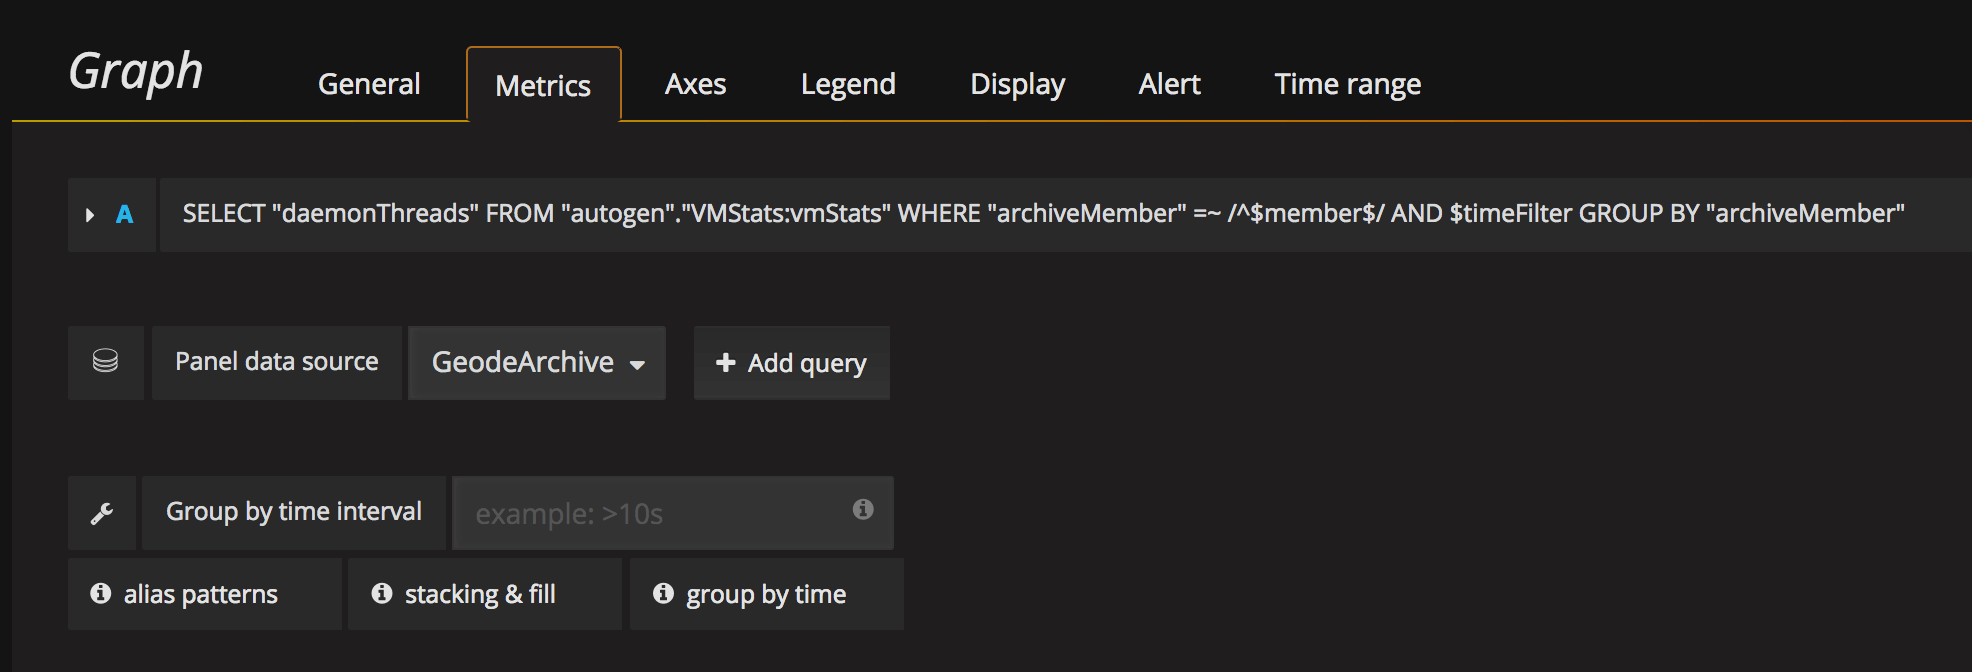 Graph General Metrics Axes Legend Display Alert Time range
A SELECT "daemonThreads" FROM "autogen"."VMStats:vmStats" WHERE "archiveMember" =~ /^$member$/ AND $timeFilter GROUP BY "archiveMember"
Panel data source GeodeArchive + Add query
Group by time interval example: >10s
alias patterns stacking & fill group by time